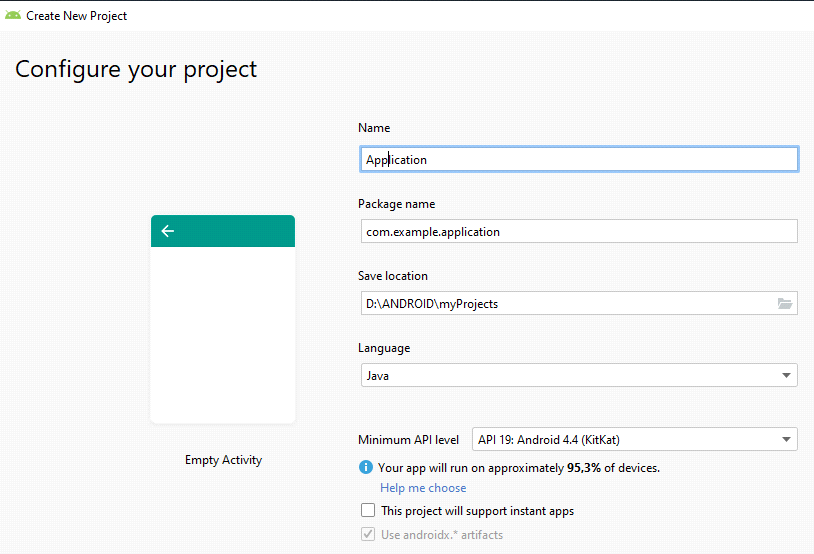 Create New Project
Configure your project
Name
Application
Package name
com.example.application
Save location
D:\ANDROID\myProjects
Language
Java
Minimum API level API 19: Android 4.4 (KitKat)
Your app will run on approximately 95,3% of devices.
Help me choose
This project will support instant apps
Use androidx.* artifacts
Empty Activity